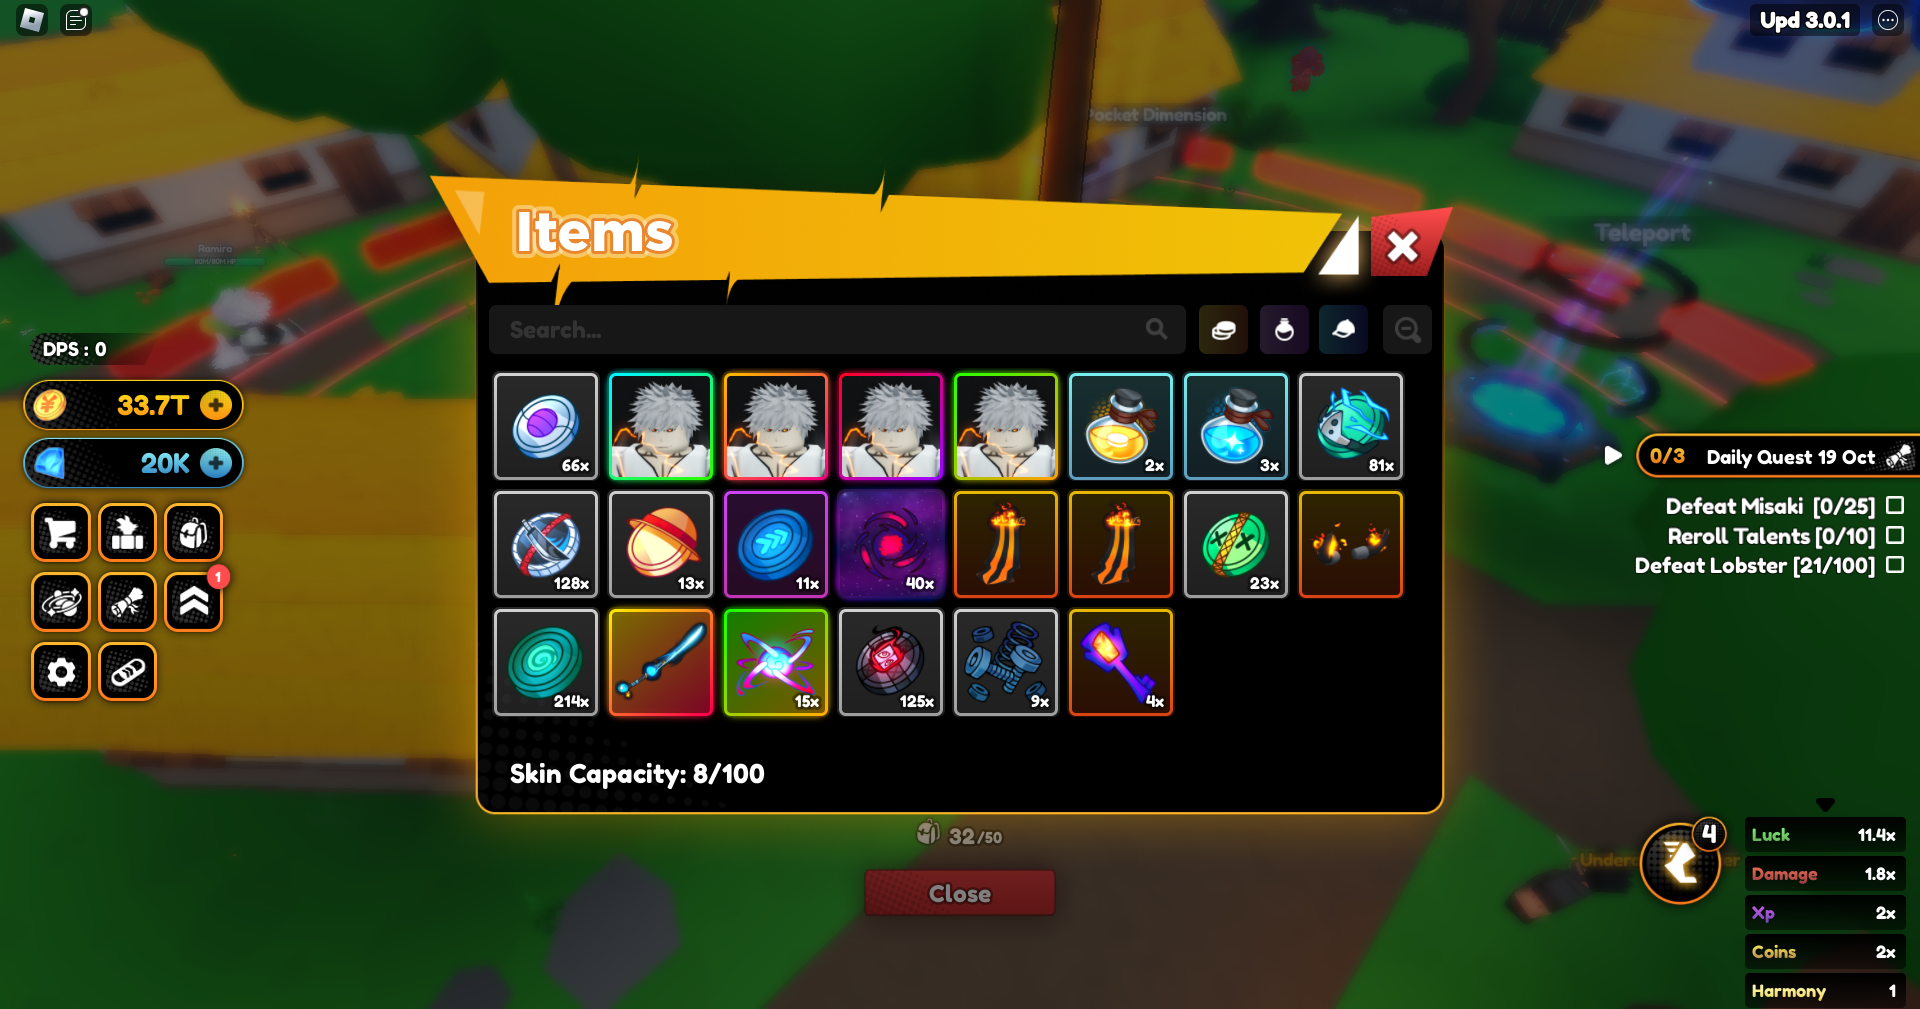 Upd 3.0.1
Pocket Dimension
Teleport
Ramiro
Items
Search...
DPS : 0
33.7T
20K
1
66x
2x
3x
81x
128x
13x
11x
40x
23x
214x
15x
125x
9x
4x
Skin Capacity: 8/100
32/50
Close
0/3 Daily Quest 19 Oct
Defeat Misaki [0/25]
Reroll Talents [0/10]
Defeat Lobster [21/100]
4
Luck 11.4x
Damage 1.8x
Xp 2x
Coins 2x
Harmony 1